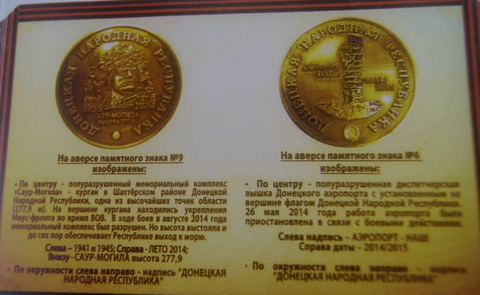 ДОНЕЦКАЯ НАРОДНАЯ РЕСПУБЛИКА
САУР-МОГИЛА
ДОНЕЦКАЯ НАРОДНАЯ РЕСПУБЛИКА
На аверсе памятного знака №9
изображены:
· По центру - полуразрушенный мемориальный комплекс
«Саур-Могила» - курган в Шахтёрском районе Донецкой
Народной Республики, одна из высочайших точек области
(277,9 м). На вершине кургана находились укрепления
Миус-фронта во время ВОВ. В ходе боев в августе 2014 года
мемориальный комплекс был разрушен. Но высота выстояла и
до сих пор обеспечивает Республике выход к морю.
Слева – 1941 и 1945; Справа - ЛЕТО 2014;
Внизу - САУР-МОГИЛА высота 277,9
· По окружности слева направо - надпись "ДОНЕЦКАЯ
НАРОДНАЯ РЕСПУБЛИКА"
На аверсе памятного знака №6
изображены:
· По центру - полуразрушенная диспетчерская
вышка Донецкого аэропорта с установленным на
вершине флагом Донецкой Народной Республики.
26 мая 2014 года работа аэропорта была
приостановлена в связи с боевыми действиями.
Слева надпись - АЭРОПОРТ - НАШ
Справа даты - 2014/2015
· По окружности слева направо - надпись
"ДОНЕЦКАЯ НАРОДНАЯ РЕСПУБЛИКА"